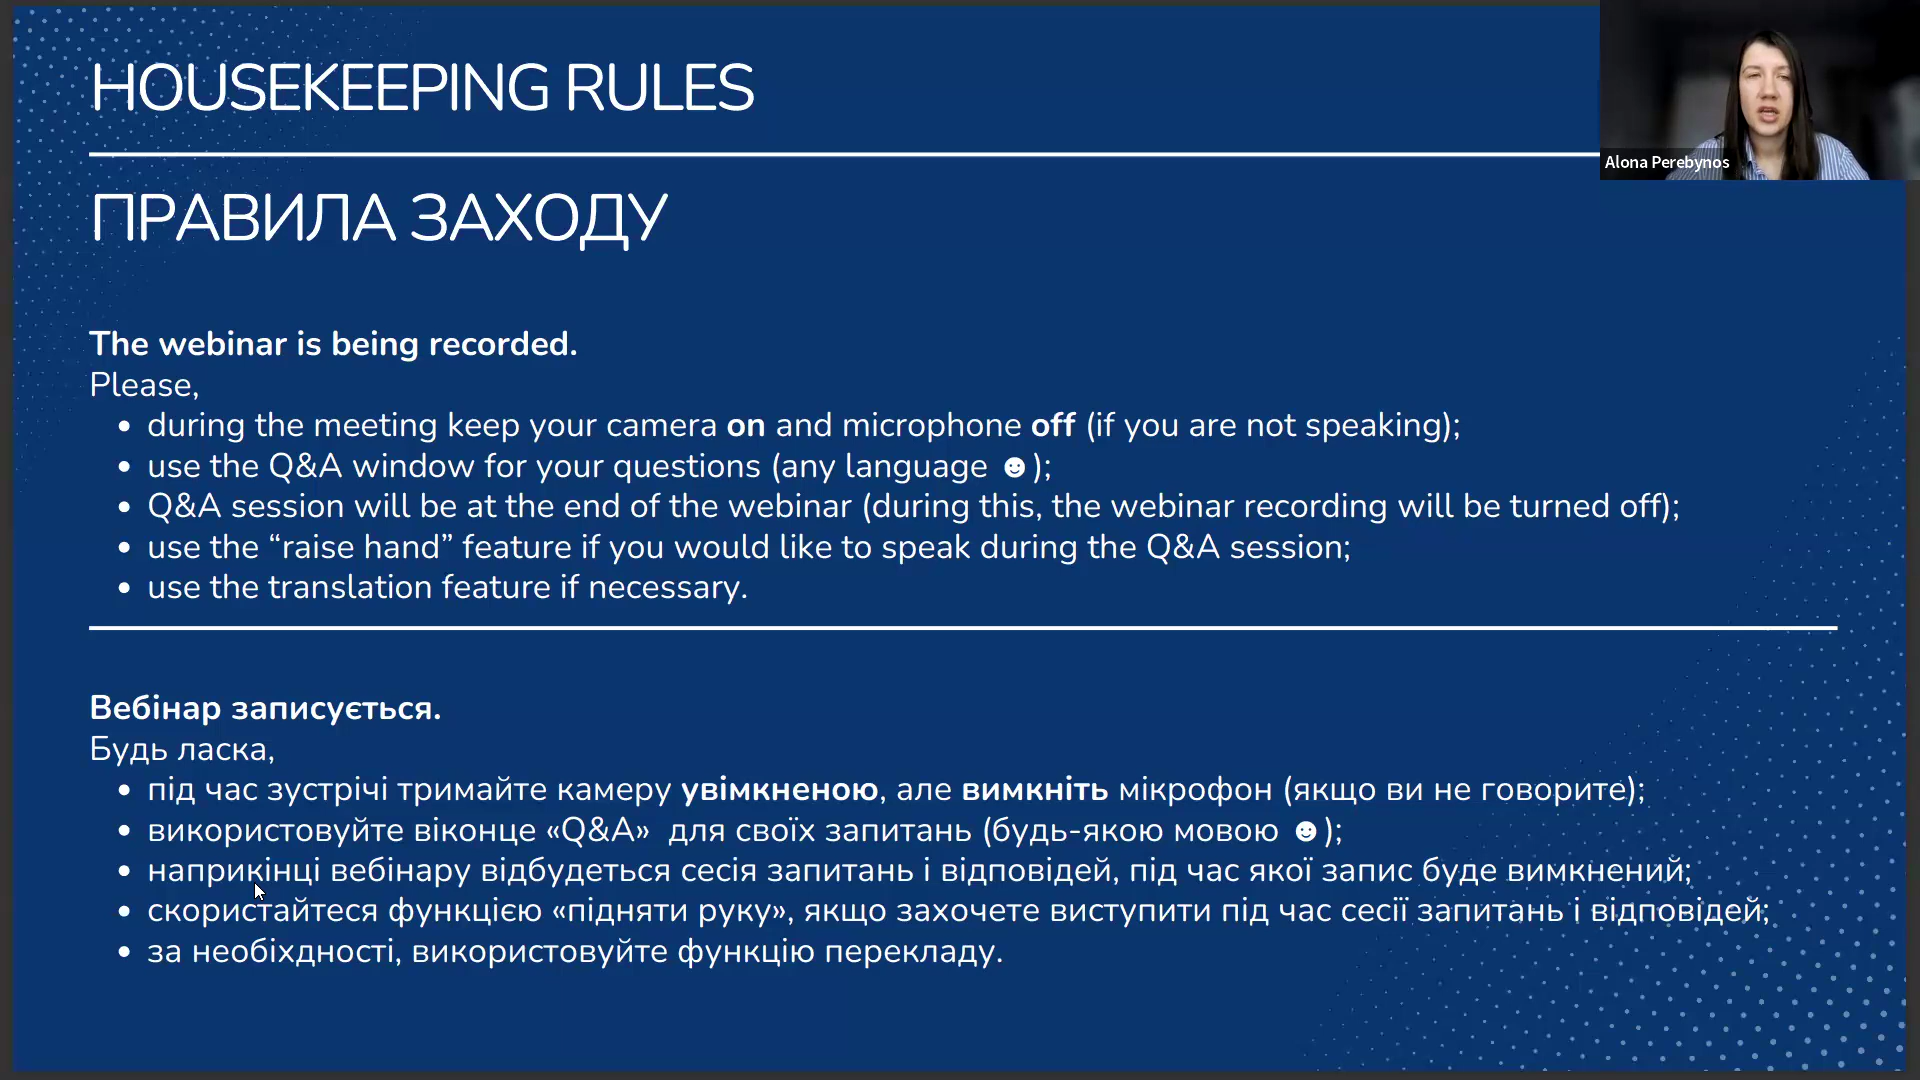 HOUSEKEEPING RULES
Alona Perebynos
ПРАВИЛА ЗАХОДУ
The webinar is being recorded.
Please,
• during the meeting keep your camera on and microphone off (if you are not speaking);
• use the Q&A window for your questions (any language ☻);
• Q&A session will be at the end of the webinar (during this, the webinar recording will be turned off);
• use the “raise hand” feature if you would like to speak during the Q&A session;
• use the translation feature if necessary.
Вебінар записується.
Будь ласка,
• під час зустрічі тримайте камеру увімкненою, але вимкніть мікрофон (якщо ви не говорите);
• використовуйте віконце «Q&A» для своїх запитань (будь-якою мовою ☻);
• наприкінці вебінару відбудеться сесія запитань і відповідей, під час якої запис буде вимкнений;
• скористайтеся функцією «підняти руку», якщо захочете виступити під час сесії запитань і відповідей;
• за необіхдності, використовуйте функцію перекладу.